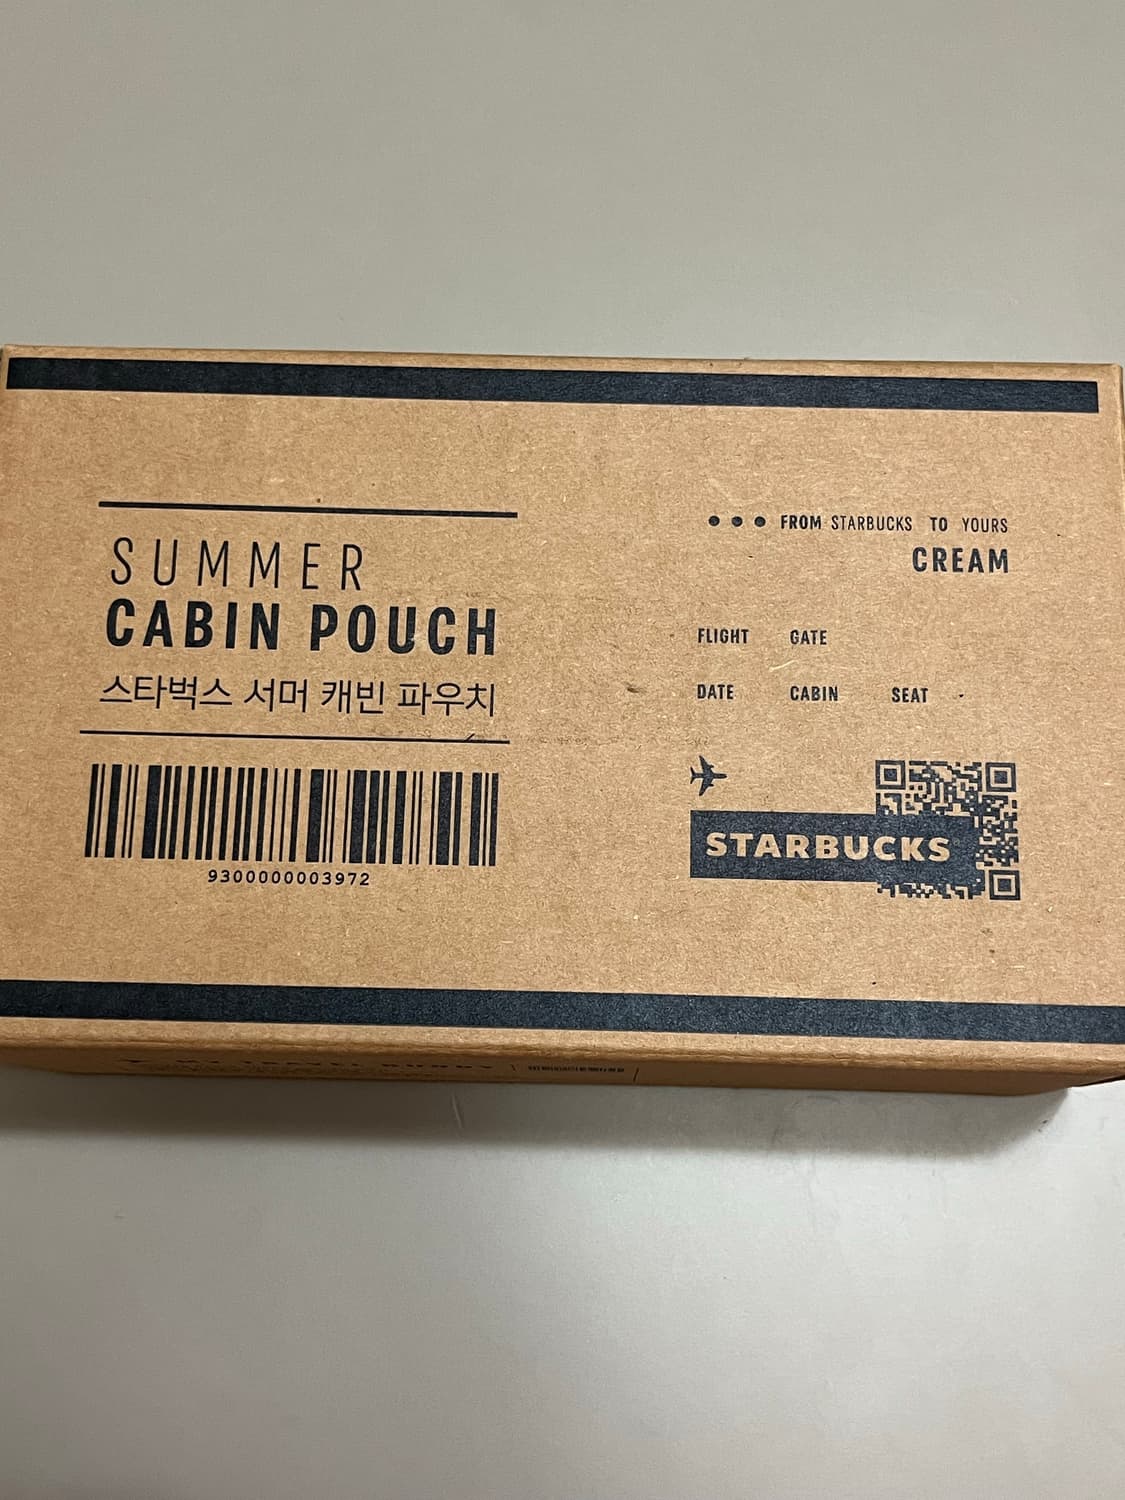 SUMMER
CABIN POUCH
스타벅스 서머 캐빈 파우치
9300000003972
FROM STARBUCKS TO YOURS
CREAM
FLIGHT GATE
DATE CABIN SEAT
STARBUCKS